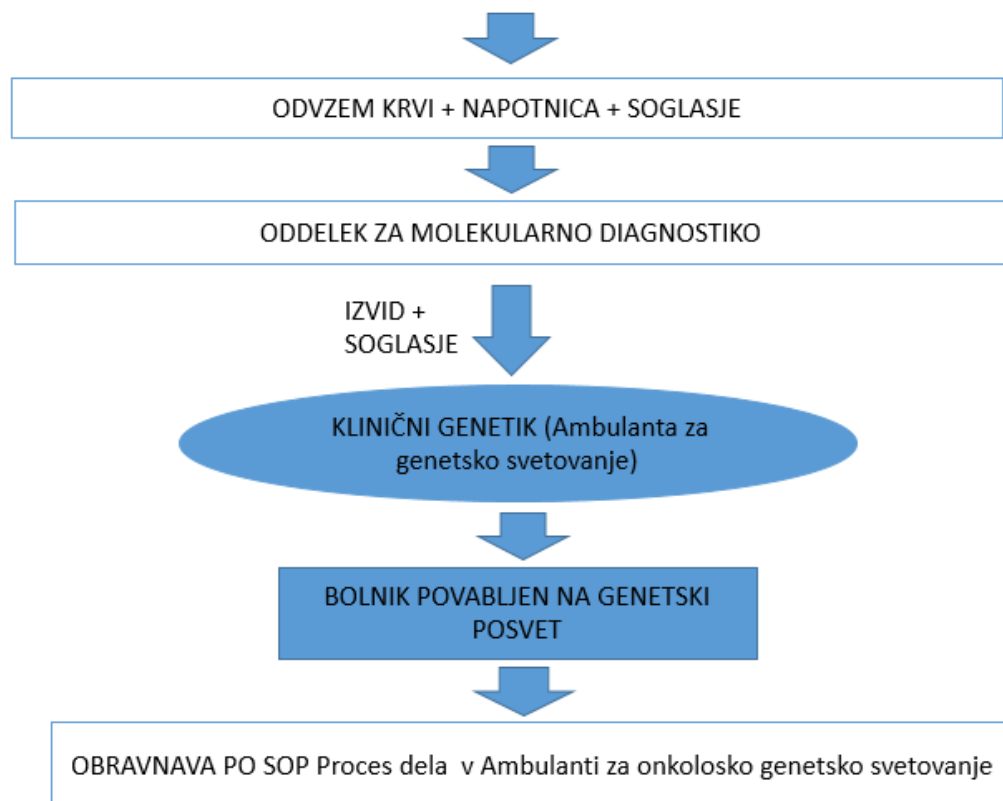 ODVZEM KRVI + NAPOTNICA + SOGLASJE
ODDELEK ZA MOLEKULARNO DIAGNOSTIKO
IZVID +
SOGLASJE
KLINIČNI GENETIK (Ambulanta za
genetsko svetovanje)
BOLNIK POVABLJEN NA GENETSKI
POSVET
OBRAVNAVA PO SOP Proces dela v Ambulanti za onkolosko genetsko svetovanje